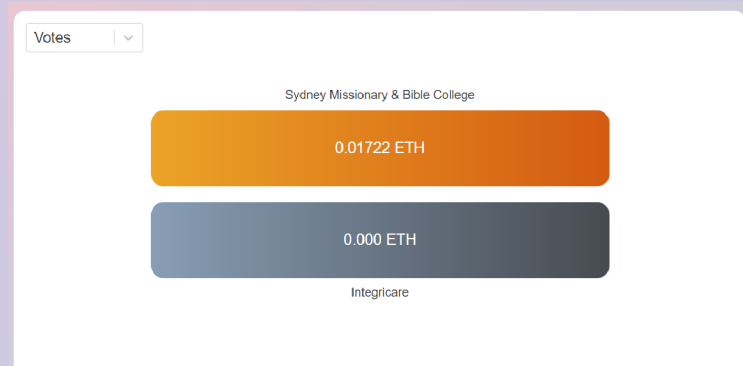 Votes
Sydney Missionary & Bible College
0.01722 ETH
0.000 ETH
Integricare